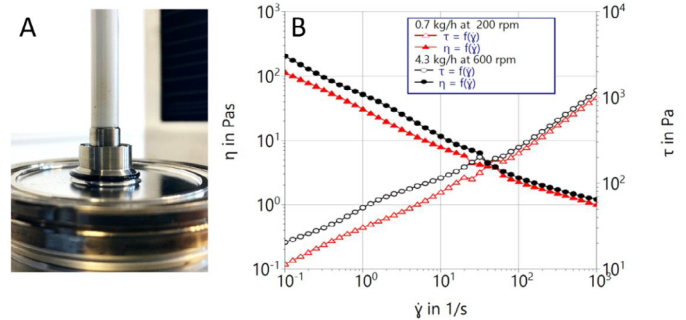 A
B
10³
10²
10¹
10⁰
10⁻¹
η in Pas
0.7 kg/h at 200 rpm
τ = f(γ̇)
η = f(γ̇)
4.3 kg/h at 600 rpm
τ = f(γ̇)
η = f(γ̇)
10⁴
10³
10²
10¹
τ in Pa
10⁻¹ 10⁰ 10¹ 10² 10³
γ̇ in 1/s